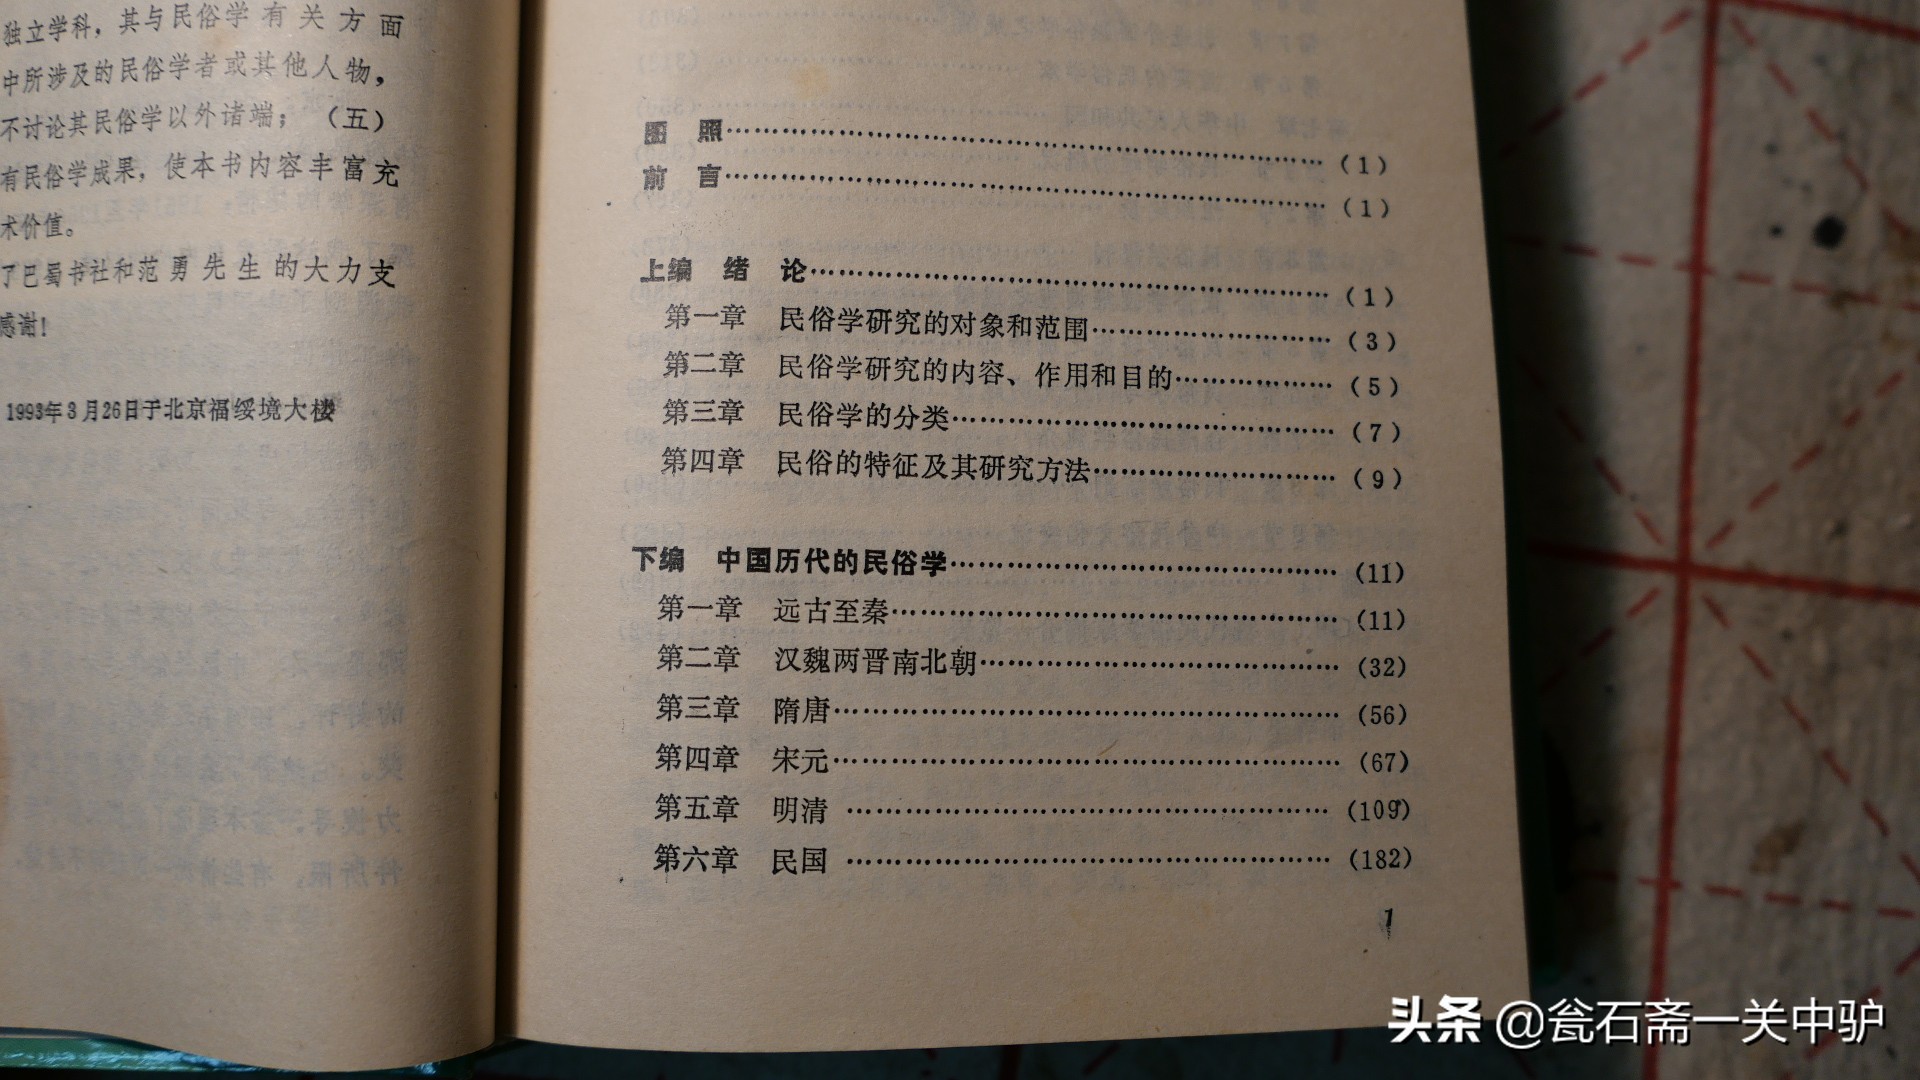 独立学科，其与民俗学有关方面
中所涉及的民俗学者或其他人物，
不讨论其民俗学以外诸端；（五）
有民俗学成果，使本书内容丰富充
术价值。
了巴蜀书社和范勇先生的大力支
感谢！
1993年3月26日于北京福绥境大楼
图 照……………………………………（1）
前 言……………………………………（1）
上编 绪 论……………………………………（1）
第一章 民俗学研究的对象和范围……………………（3）
第二章 民俗学研究的内容、作用和目的……………（5）
第三章 民俗学的分类………………………………（7）
第四章 民俗的特征及其研究方法……………………（9）
下编 中国历代的民俗学………………………………（11）
第一章 远古至秦……………………………………（11）
第二章 汉魏两晋南北朝……………………………（32）
第三章 隋唐…………………………………………（56）
第四章 宋元…………………………………………（67）
第五章 明清 ………………………………………（109）
第六章 民国 ………………………………………（182）
1
头条 @瓮石斋一关中驴